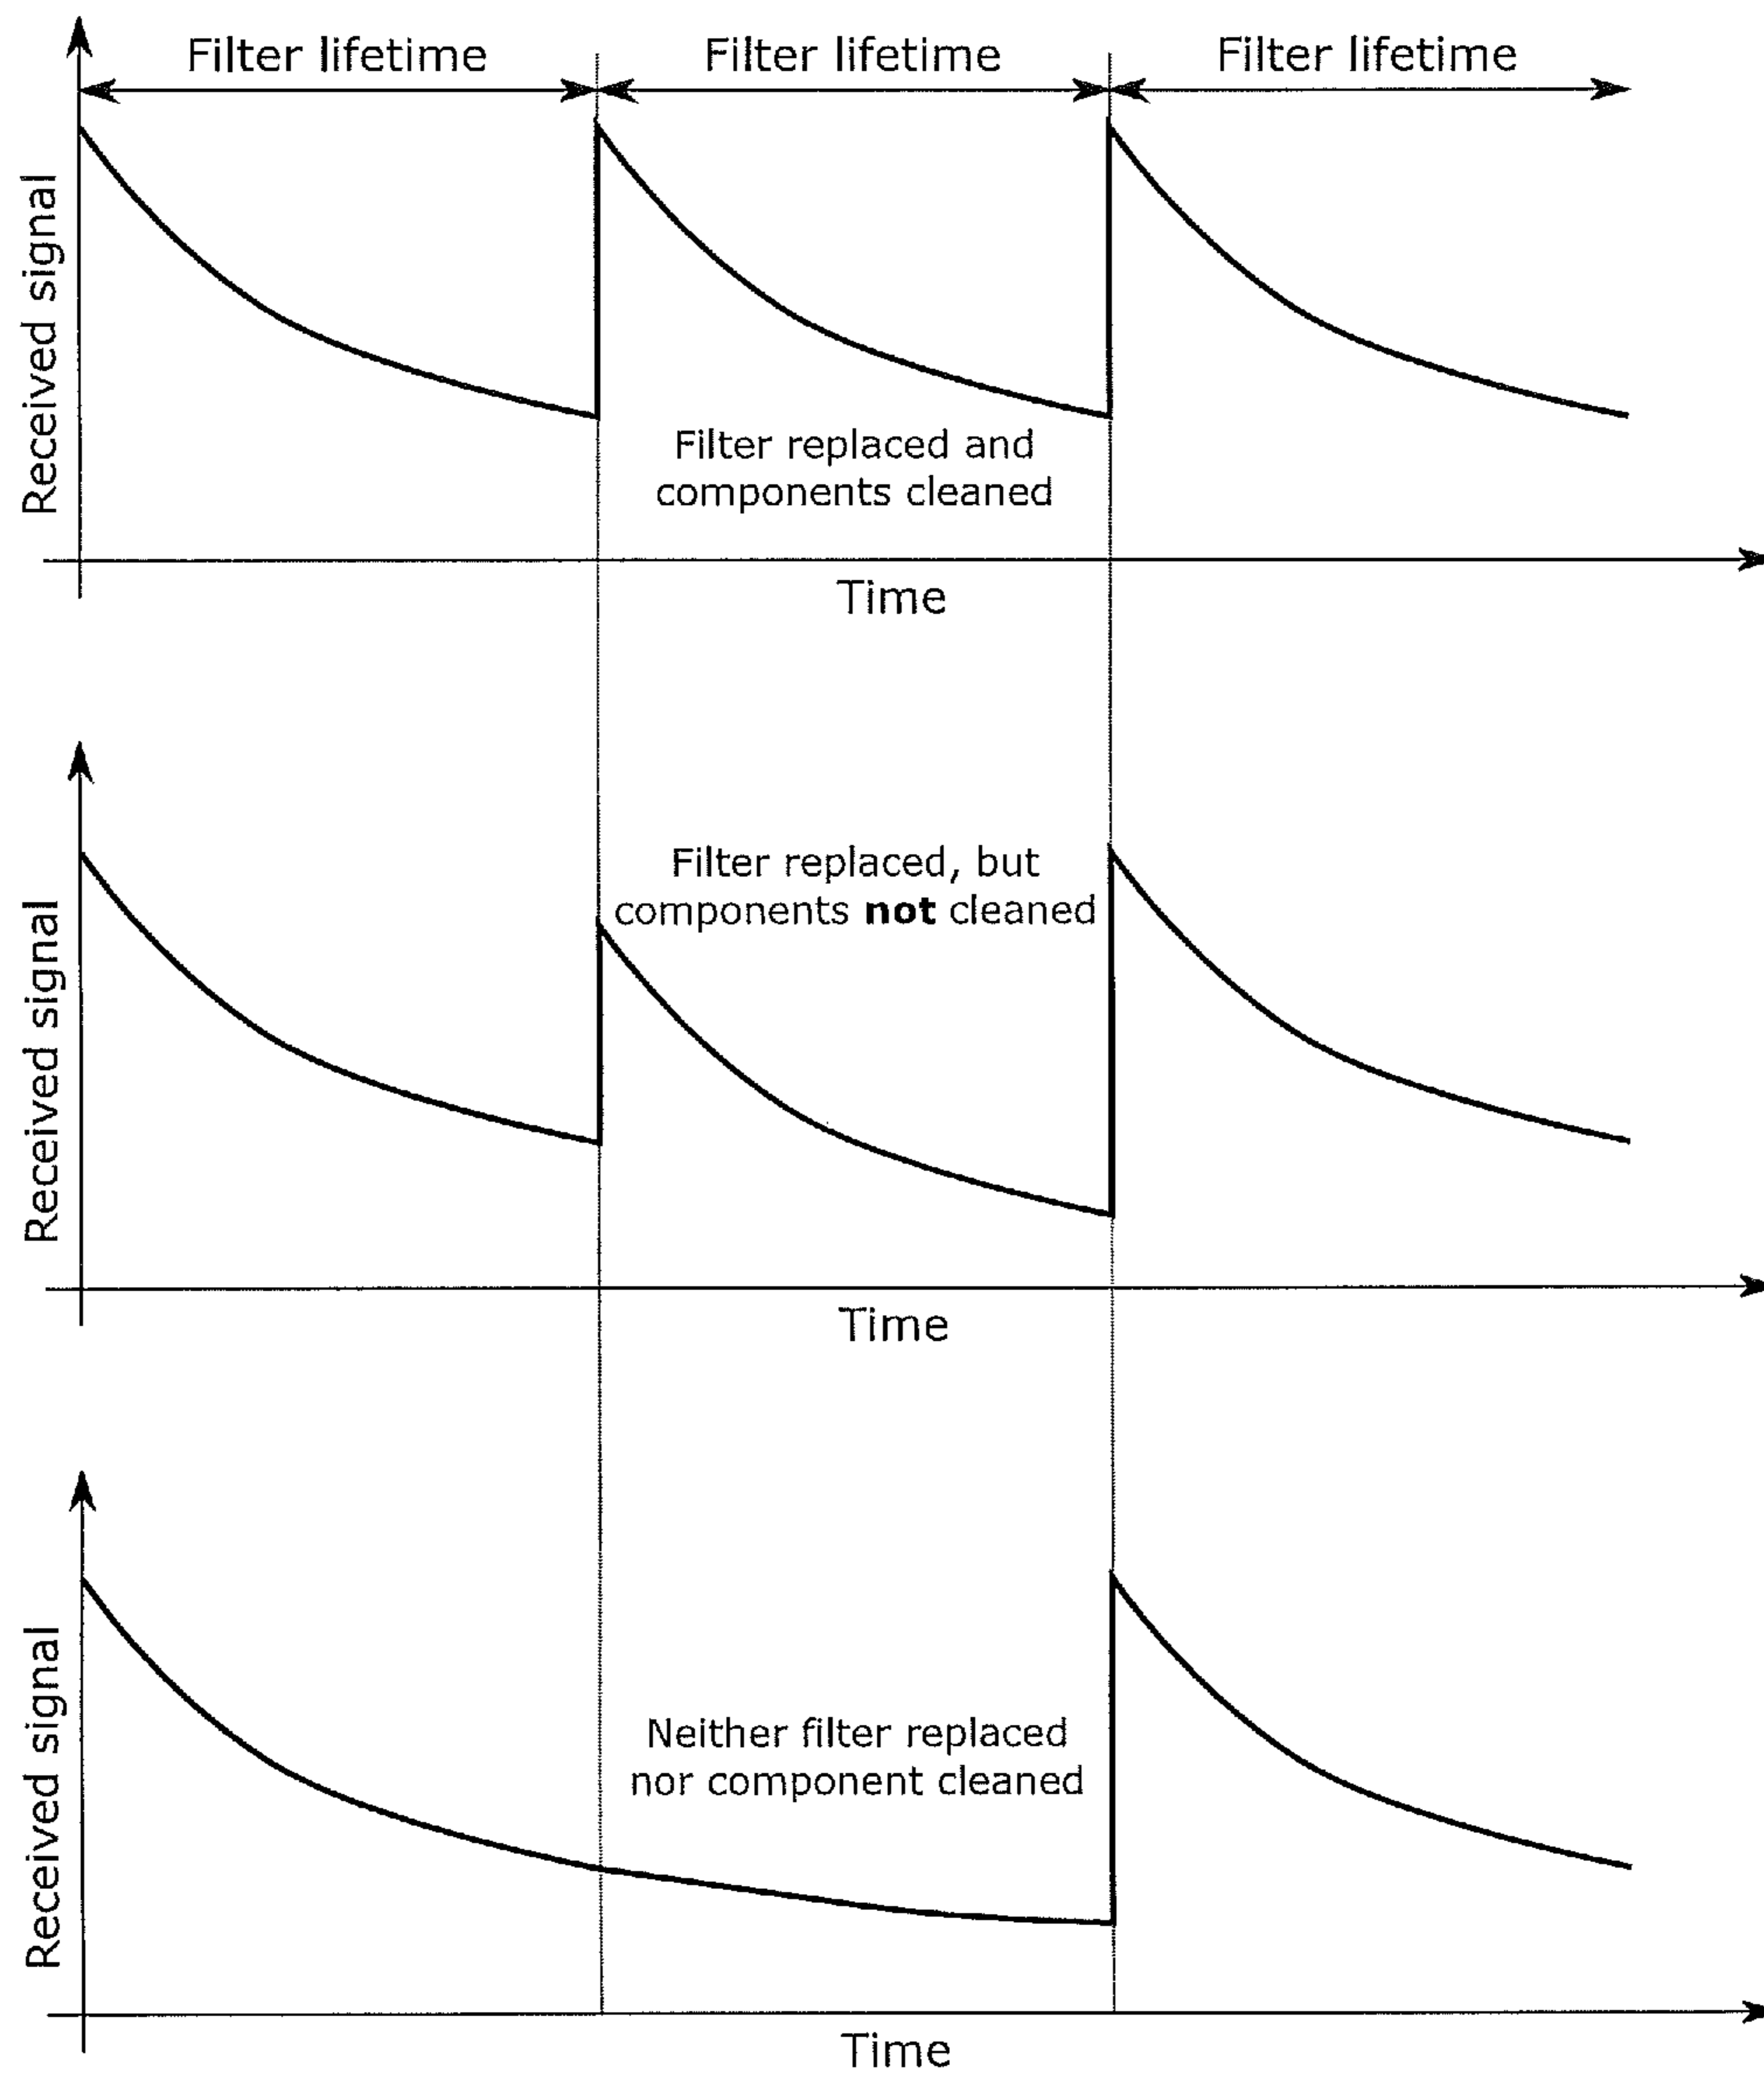 Filter lifetime
Filter lifetime
Filter lifetime
Received signal
Filter replaced and
components cleaned
Time
Received signal
Filter replaced, but
components not cleaned
Time
Received signal
Neither filter replaced
nor component cleaned
Time